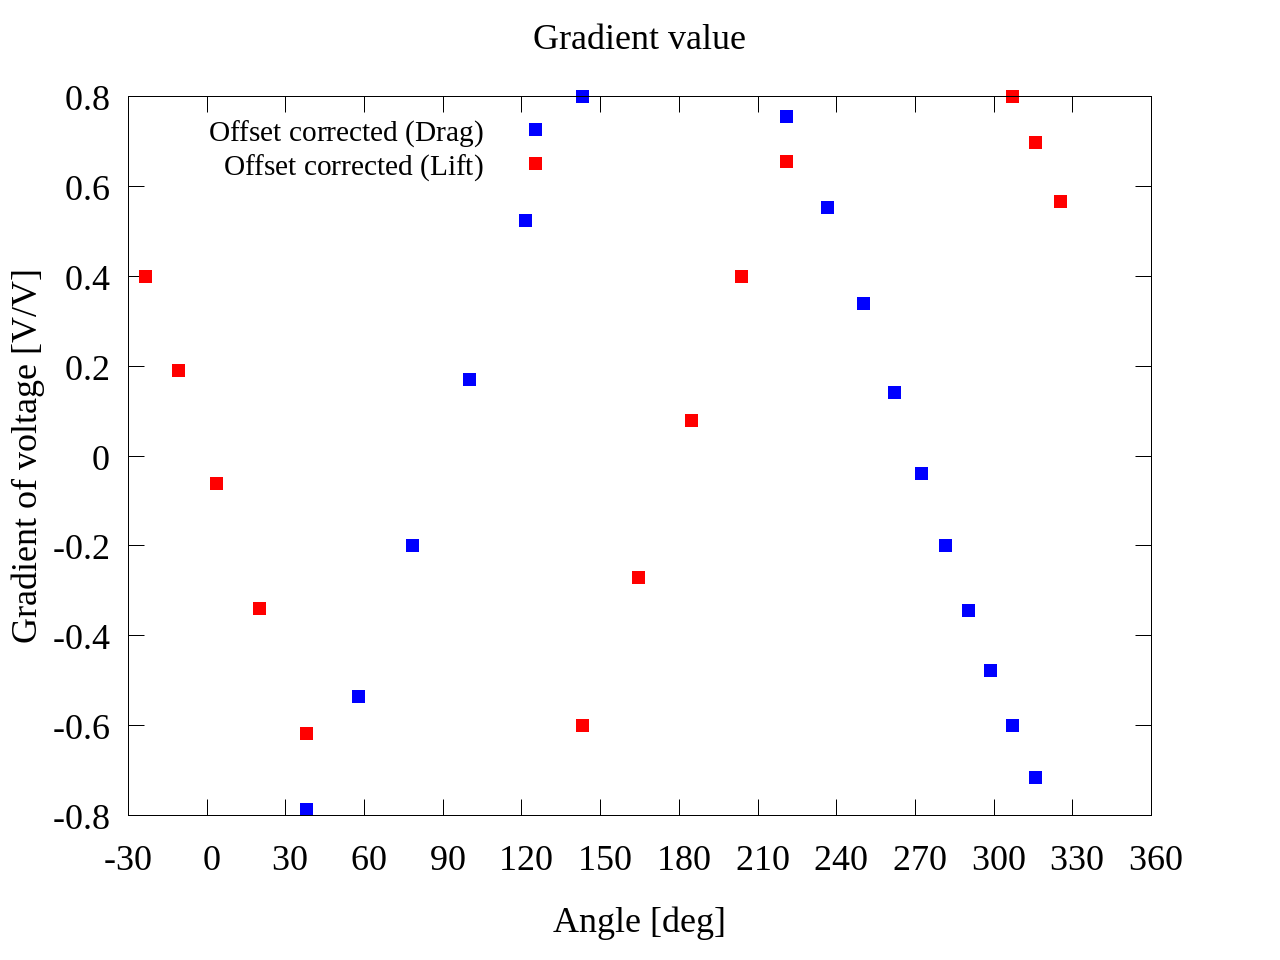 Gradient value
Offset corrected (Drag)
Offset corrected (Lift)
0.8
0.6
0.4
0.2
0
-0.2
-0.4
-0.6
-0.8
Gradient of voltage [V/V]
-30 0 30 60 90 120 150 180 210 240 270 300 330 360
Angle [deg]